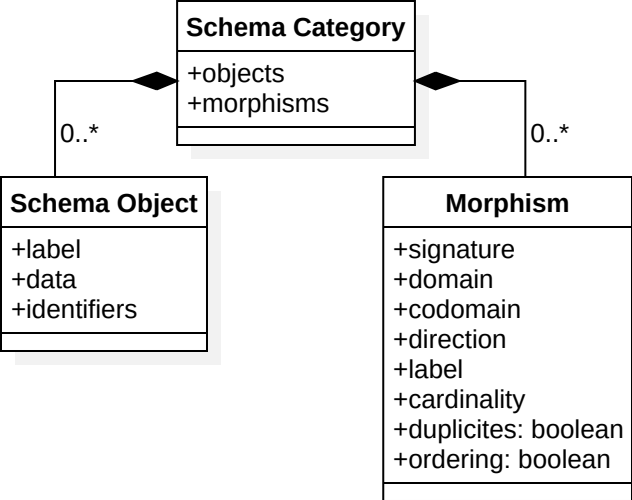 Schema Category
+objects
+morphisms
0..*
0..*
Schema Object
+label
+data
+identifiers
Morphism
+signature
+domain
+codomain
+direction
+label
+cardinality
+duplicites: boolean
+ordering: boolean